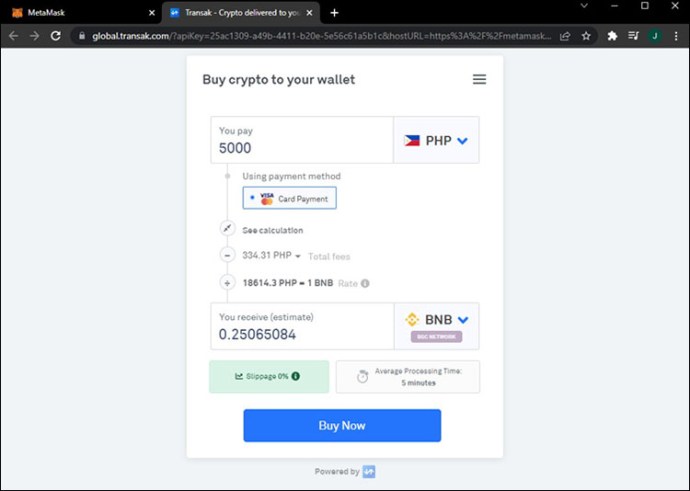 MetaMask
Transak - Crypto delivered to you
global.transak.com/?apiKey=25ac1309-a49b-4411-b20e-5e56c61a5b1c&hostURL=https%3A%2F%2Fmetamask...
J
Buy crypto to your wallet
You pay
5000
PHP
Using payment method
VISA
Card Payment
See calculation
334.31 PHP
Total fees
18614.3 PHP = 1 BNB
Rate
You receive (estimate)
0.25065084
BNB
BSC NETWORK
Slippage 0%
Average Processing Time:
5 minutes
Buy Now
Powered by